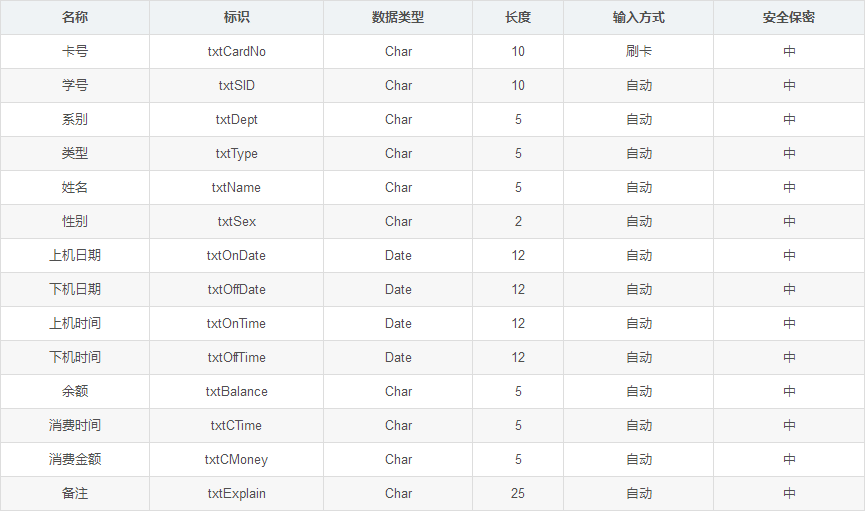 名称 标识 数据类型 长度 输入方式 安全保密
卡号 txtCardNo Char 10 刷卡 中
学号 txtSID Char 10 自动 中
系别 txtDept Char 5 自动 中
类型 txtType Char 5 自动 中
姓名 txtName Char 5 自动 中
性别 txtSex Char 2 自动 中
上机日期 txtOnDate Date 12 自动 中
下机日期 txtOffDate Date 12 自动 中
上机时间 txtOnTime Date 12 自动 中
下机时间 txtOffTime Date 12 自动 中
余额 txtBalance Char 5 自动 中
消费时间 txtCTime Char 5 自动 中
消费金额 txtCMoney Char 5 自动 中
备注 txtExplain Char 25 自动 中